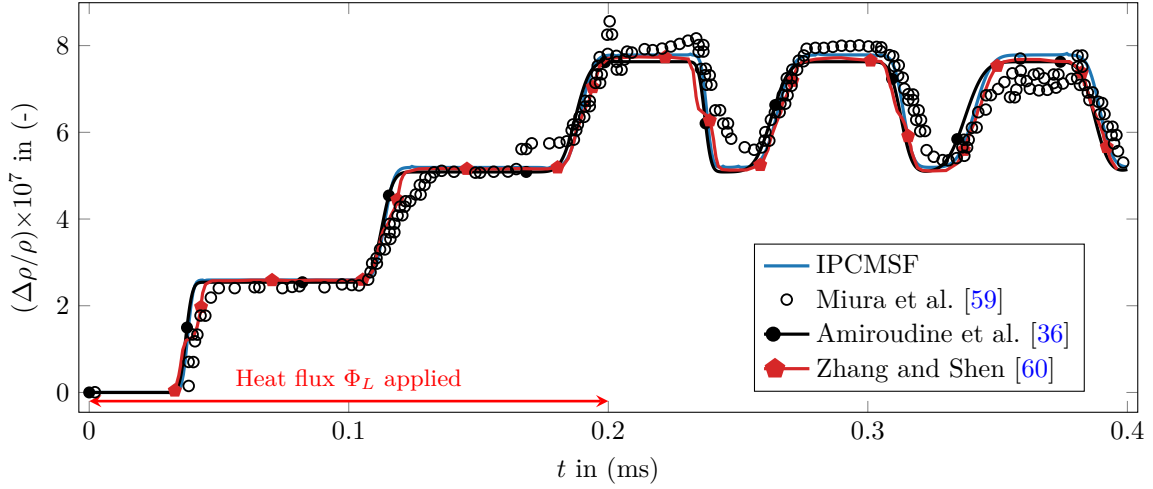 8
6
4
2
0
(Δρ/ρ)×10⁷ in (-)
IPCMSF
Miura et al. [59]
Amiroudine et al. [36]
Zhang and Shen [60]
Heat flux Φ_L applied
0 0.1 0.2 0.3 0.4
t in (ms)